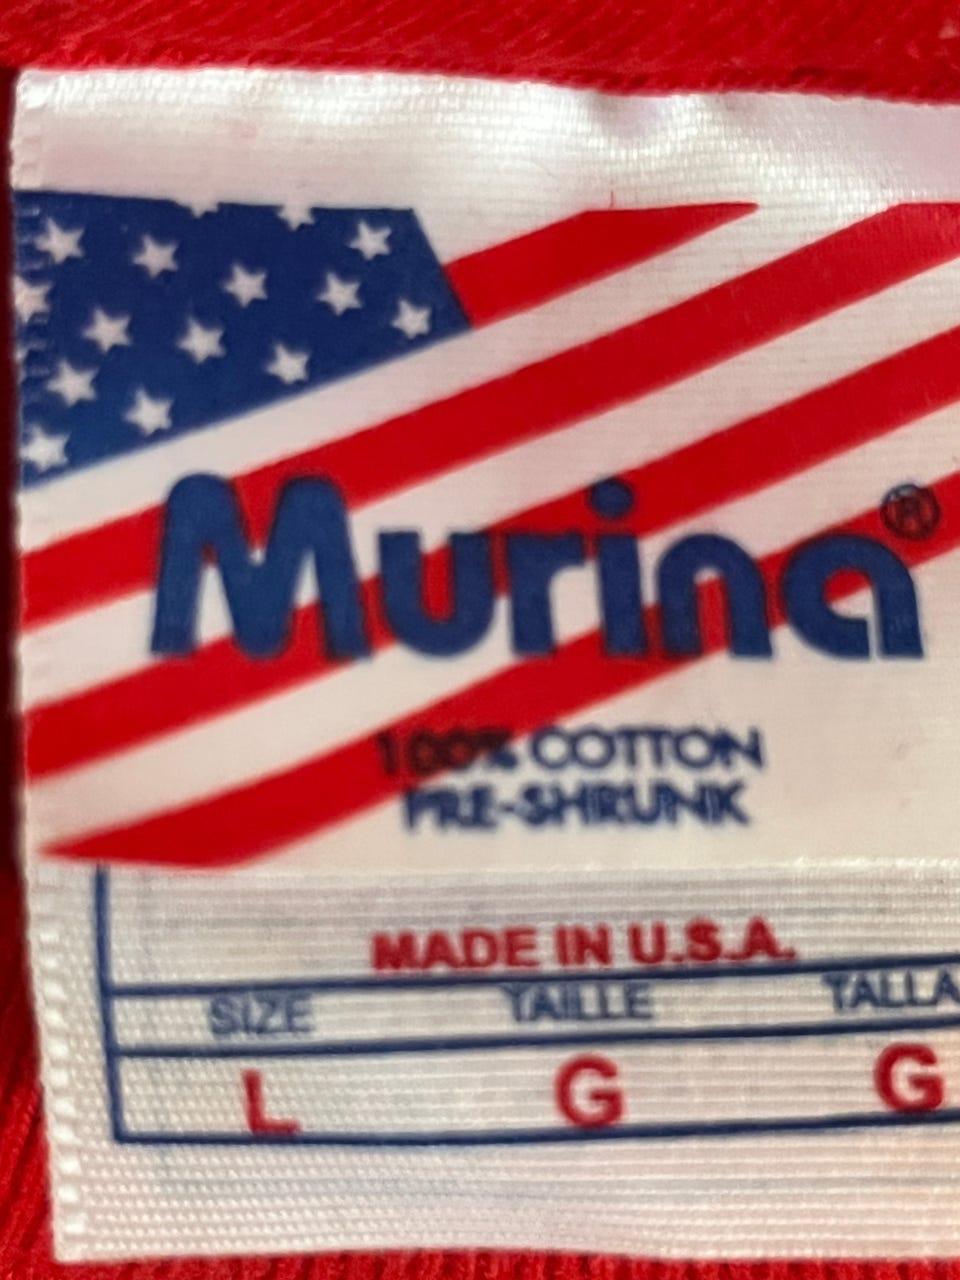 Murina®
100% COTTON
PRE-SHRUNK
MADE IN U.S.A.
SIZE TAILLE TALLA
L G G